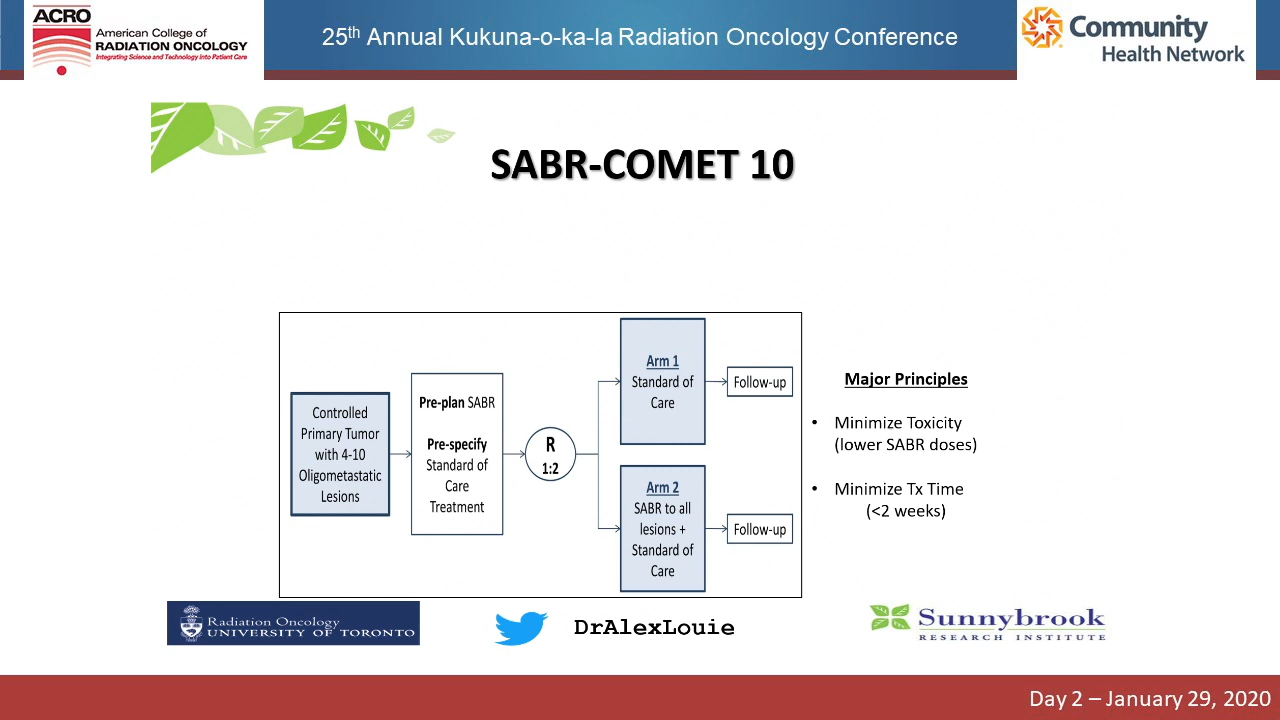 ACRO
American College of
RADIATION ONCOLOGY
Integrating Science and Technology Into Patient Care
25th Annual Kukuna-o-ka-la Radiation Oncology Conference
Community
Health Network
SABR-COMET 10
Controlled
Primary Tumor
with 4-10
Oligometastatic
Lesions
Pre-plan SABR
Pre-specify
Standard of
Care
Treatment
R
1:2
Arm 1
Standard of
Care
Follow-up
Arm 2
SABR to all
lesions +
Standard of
Care
Follow-up
Major Principles
• Minimize Toxicity
(lower SABR doses)
• Minimize Tx Time
(<2 weeks)
Radiation Oncology
UNIVERSITY OF TORONTO
DrAlexLouie
Sunnybrook
RESEARCH INSTITUTE
Day 2 – January 29, 2020